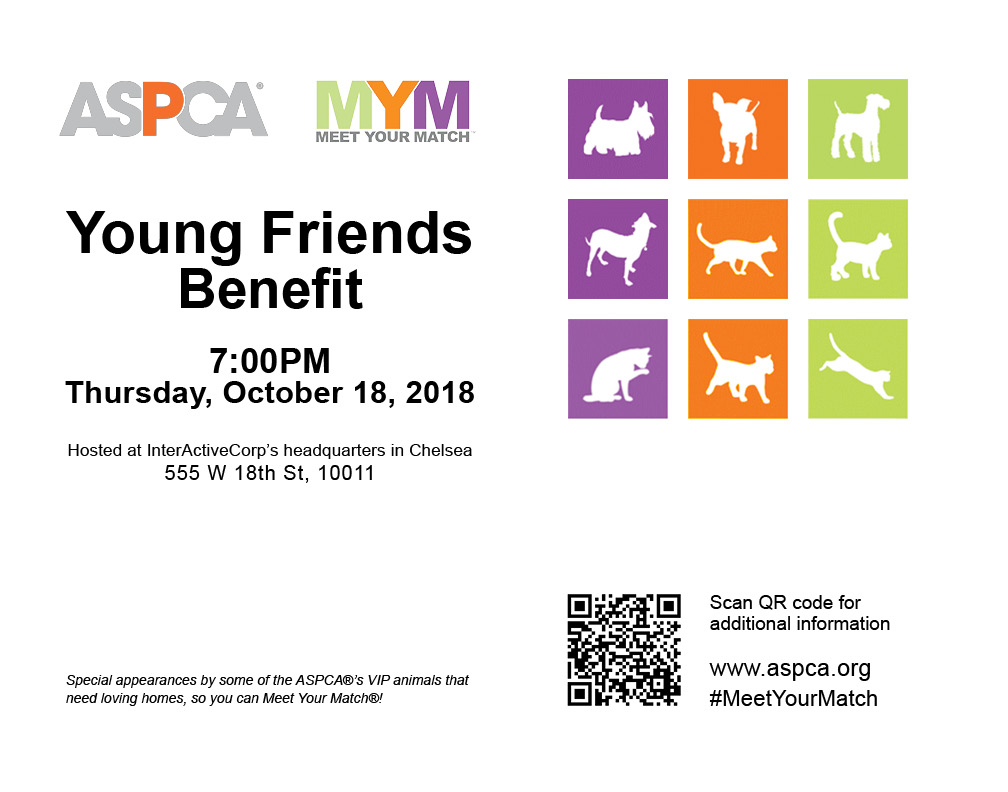 ASPCA®
MYM
MEET YOUR MATCH™
Young Friends
Benefit
7:00PM
Thursday, October 18, 2018
Hosted at InterActiveCorp's headquarters in Chelsea
555 W 18th St, 10011
Special appearances by some of the ASPCA®'s VIP animals that
need loving homes, so you can Meet Your Match®!
Scan QR code for
additional information
www.aspca.org
#MeetYourMatch